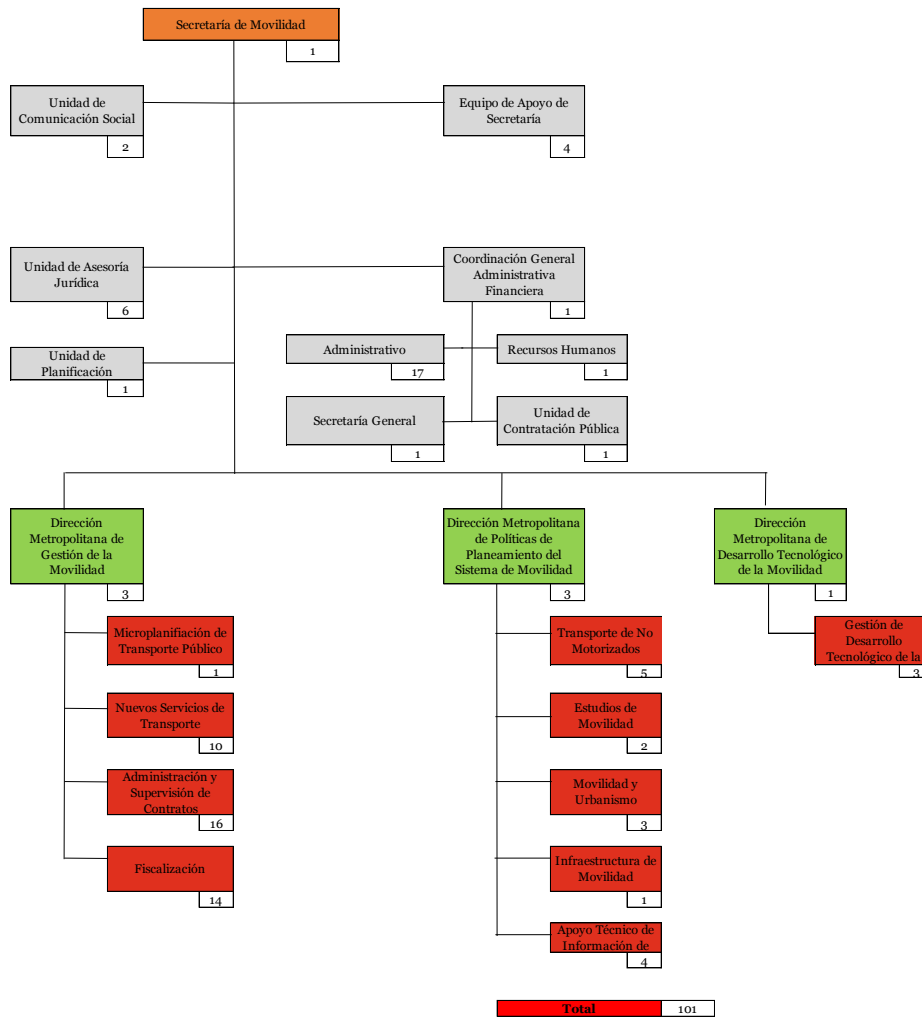 Secretaría de Movilidad
1
Unidad de
Comunicación Social
2
Equipo de Apoyo de
Secretaría
4
Unidad de Asesoría
Jurídica
6
Coordinación General
Administrativa
Financiera
1
Unidad de
Planificación
1
Administrativo
17
Recursos Humanos
1
Secretaría General
1
Unidad de
Contratación Pública
1
Dirección
Metropolitana de
Gestión de la
Movilidad
3
Dirección Metropolitana
de Políticas de
Planeamiento del
Sistema de Movilidad
3
Dirección
Metropolitana de
Desarrollo Tecnológico
de la Movilidad
1
Microplanifiación de
Transporte Público
1
Nuevos Servicios de
Transporte
10
Administración y
Supervisión de
Contratos
16
Fiscalización
14
Transporte de No
Motorizados
5
Estudios de
Movilidad
2
Movilidad y
Urbanismo
3
Infraestructura de
Movilidad
1
Apoyo Técnico de
Información de
4
Gestión de
Desarrollo
Tecnológico de la
3
Total 101